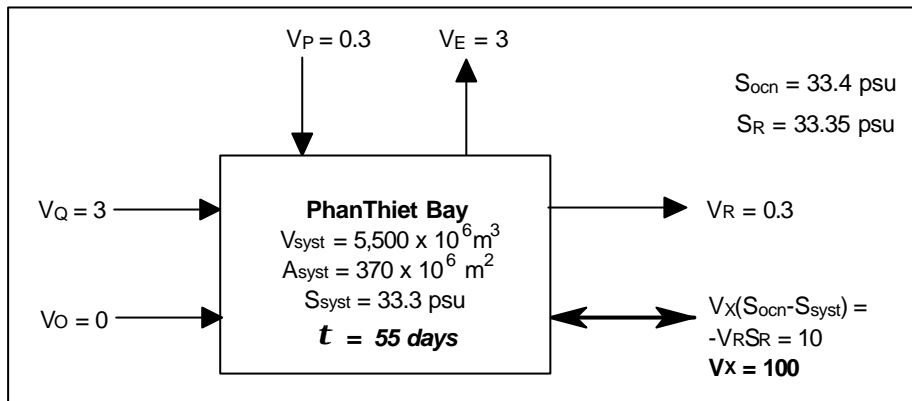 VP = 0.3
VE = 3
Socn = 33.4 psu
SR = 33.35 psu
VQ = 3
PhanThiet Bay
Vsyst = 5,500 x 10^6 m^3
Asyst = 370 x 10^6 m^2
Ssyst = 33.3 psu
t = 55 days
VR = 0.3
VO = 0
VX(Socn-Ssyst) =
-VRSR = 10
VX = 100